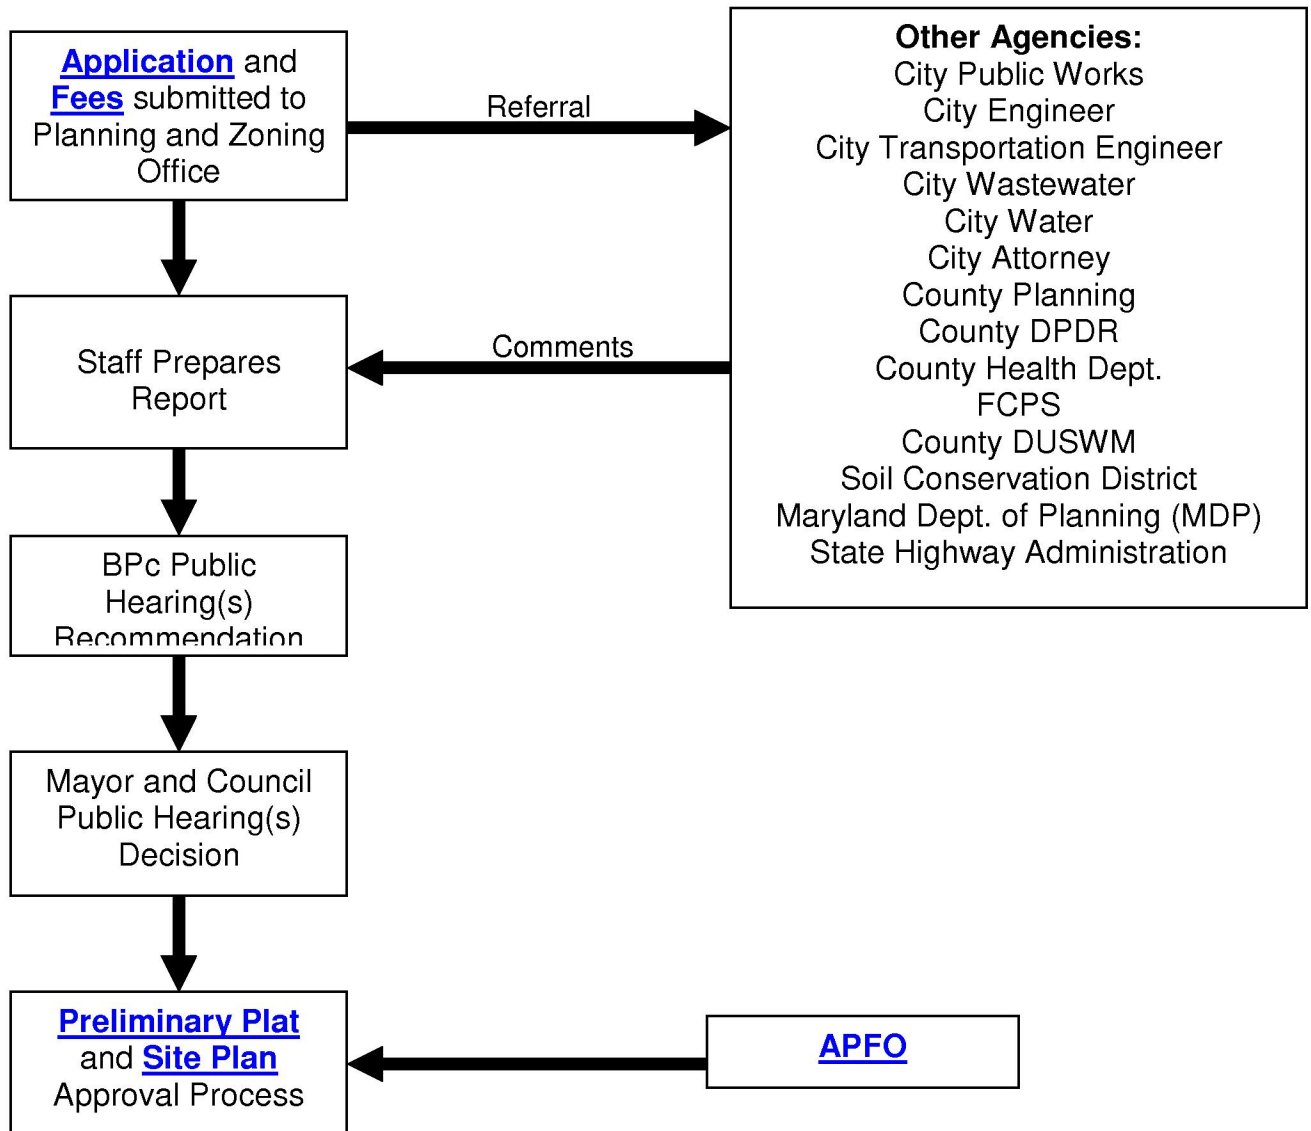 Application and
Fees submitted to
Planning and Zoning
Office
Referral
Other Agencies:
City Public Works
City Engineer
City Transportation Engineer
City Wastewater
City Water
City Attorney
County Planning
County DPDR
County Health Dept.
FCPS
County DUSWM
Soil Conservation District
Maryland Dept. of Planning (MDP)
State Highway Administration
Staff Prepares
Report
Comments
BPc Public
Hearing(s)
Recommendation
Mayor and Council
Public Hearing(s)
Decision
Preliminary Plat
and Site Plan
Approval Process
APFO